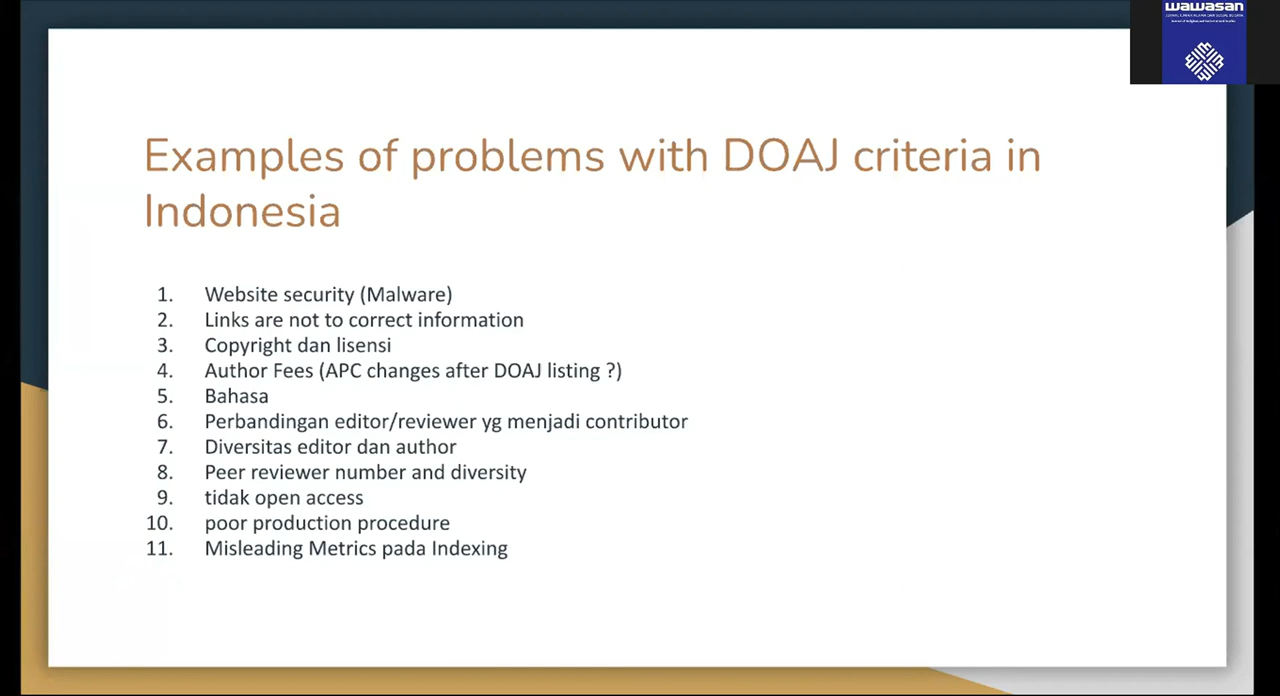 wawasan
Examples of problems with DOAJ criteria in
Indonesia
1. Website security (Malware)
2. Links are not to correct information
3. Copyright dan lisensi
4. Author Fees (APC changes after DOAJ listing ?)
5. Bahasa
6. Perbandingan editor/reviewer yg menjadi contributor
7. Diversitas editor dan author
8. Peer reviewer number and diversity
9. tidak open access
10. poor production procedure
11. Misleading Metrics pada Indexing